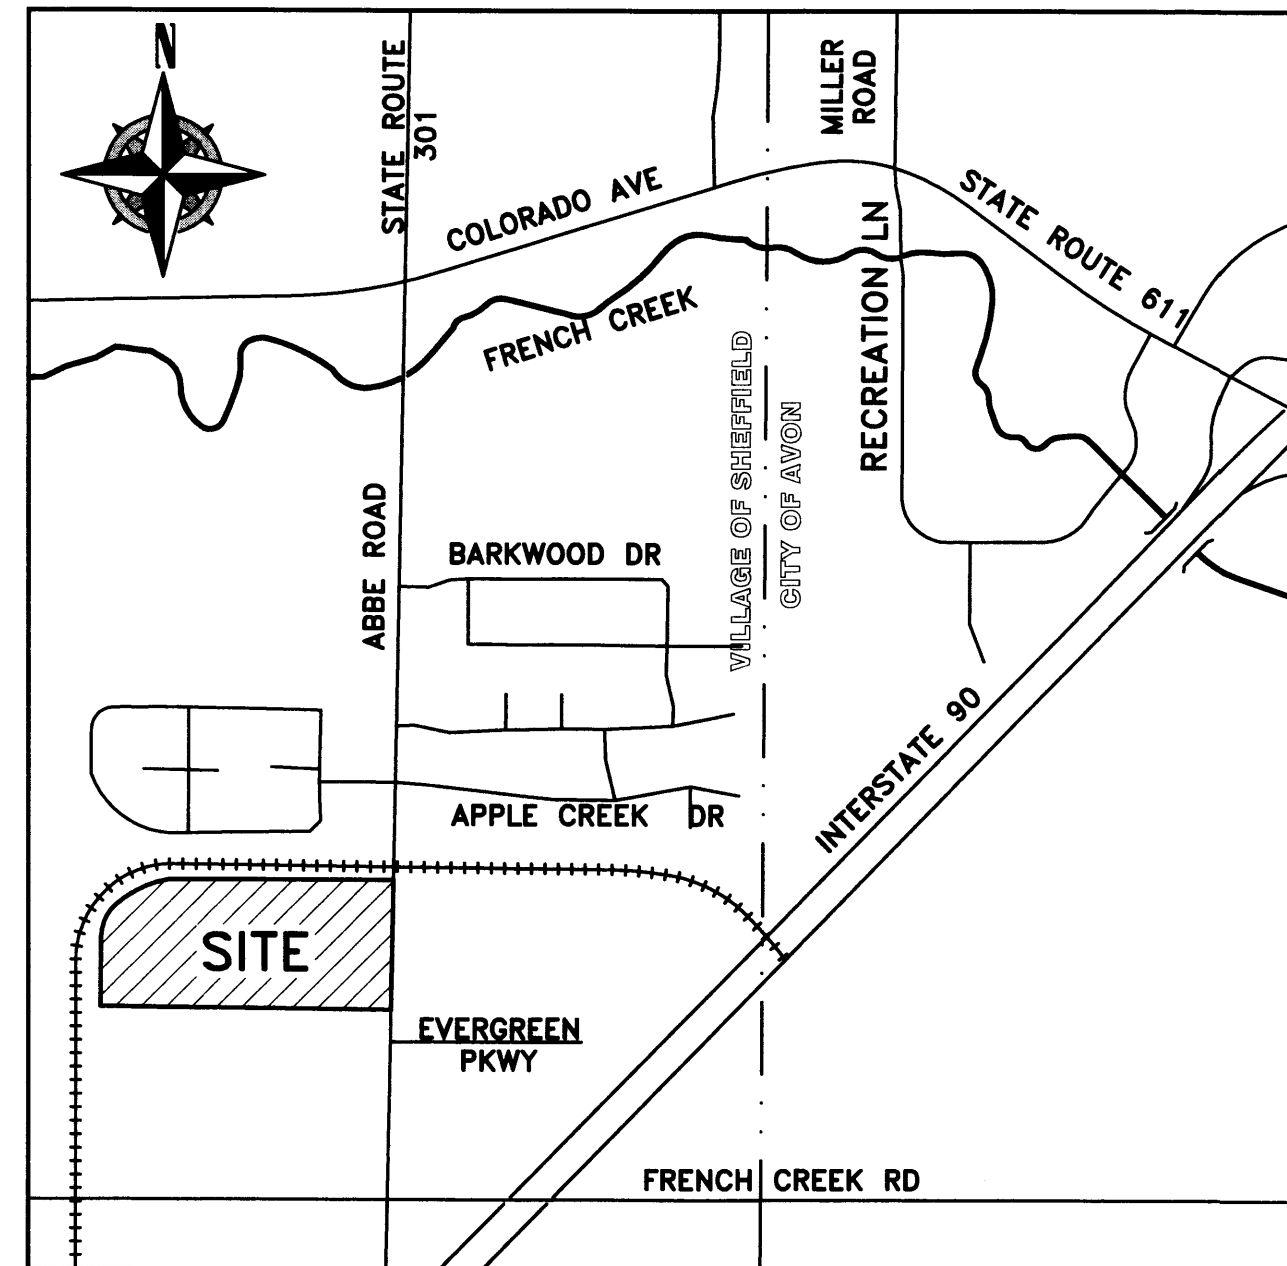 N
STATE ROUTE
301
MILLER
ROAD
COLORADO AVE
STATE ROUTE 611
FRENCH CREEK
RECREATION LN
VILLAGE OF SHEFFIELD
CITY OF AVON
ABBE ROAD
BARKWOOD DR
INTERSTATE 90
APPLE CREEK DR
SITE
EVERGREEN
PKWY
FRENCH CREEK RD